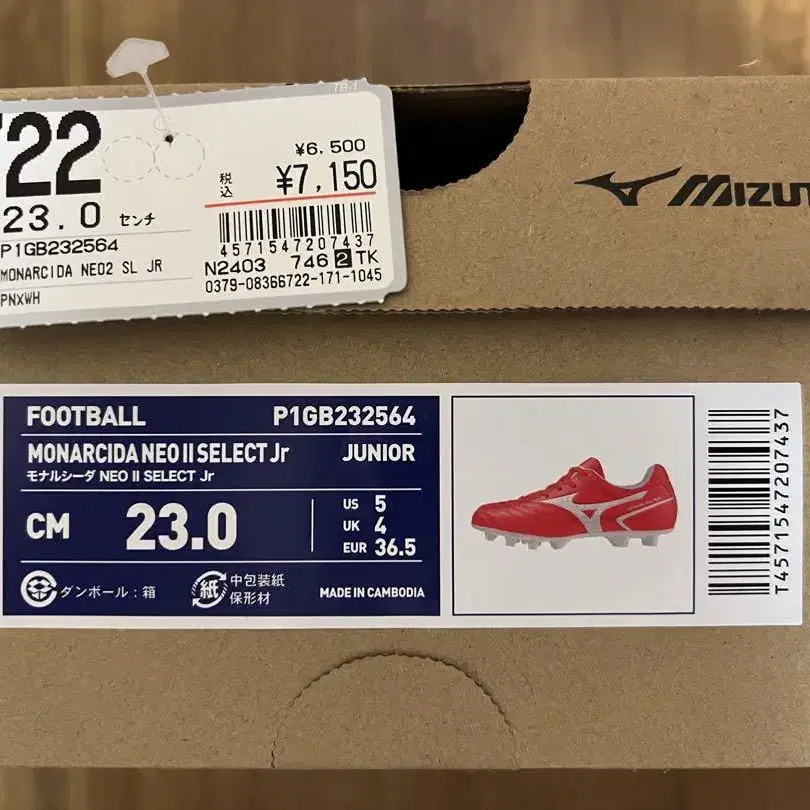 ¥6,500
722
税込 ¥7,150
23.0 センチ
4571547207437
P1GB232564
N2403 746 2 TK
MONARCIDA NEO2 SL JR
0379-08366722-171-1045
PNXWH
FOOTBALL P1GB232564
MONARCIDA NEO II SELECT Jr JUNIOR
モナルシーダ NEO II SELECT Jr
CM 23.0
US 5
UK 4
EUR 36.5
ダンボール:箱
紙 中包装紙
保形材
MADE IN CAMBODIA
T4571547207437